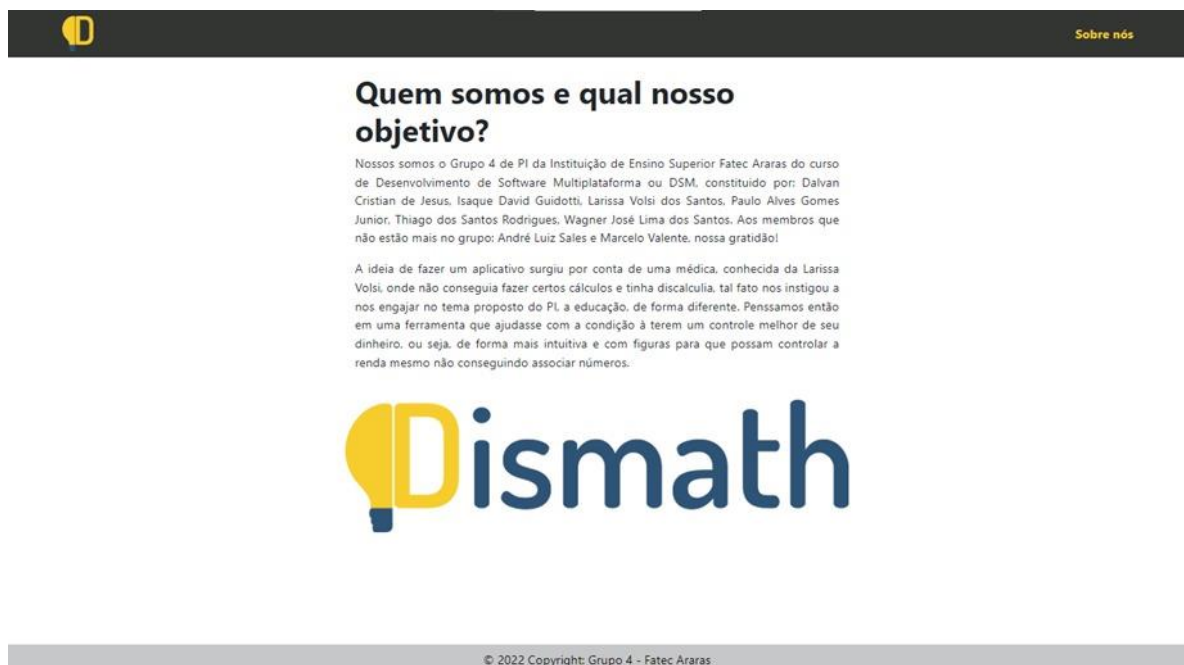 D
Sobre nós
Quem somos e qual nosso
objetivo?
Nossos somos o Grupo 4 de PI da Instituição de Ensino Superior Fatec Araras do curso
de Desenvolvimento de Software Multiplataforma ou DSM, constituido por: Dalvan
Cristian de Jesus, Isaque David Guidotti, Larissa Volsi dos Santos, Paulo Alves Gomes
Junior, Thiago dos Santos Rodrigues, Wagner José Lima dos Santos. Aos membros que
não estão mais no grupo: André Luiz Sales e Marcelo Valente, nossa gratidão!
A ideia de fazer um aplicativo surgiu por conta de uma médica, conhecida da Larissa
Volsi, onde não conseguia fazer certos cálculos e tinha discalculia, tal fato nos instigou a
nos engajar no tema proposto do PI, a educação, de forma diferente. Penssamos então
em uma ferramenta que ajudasse com a condição à terem um controle melhor de seu
dinheiro, ou seja, de forma mais intuitiva e com figuras para que possam controlar a
renda mesmo não conseguindo associar números.
Dismath
© 2022 Copyright: Grupo 4 - Fatec Araras